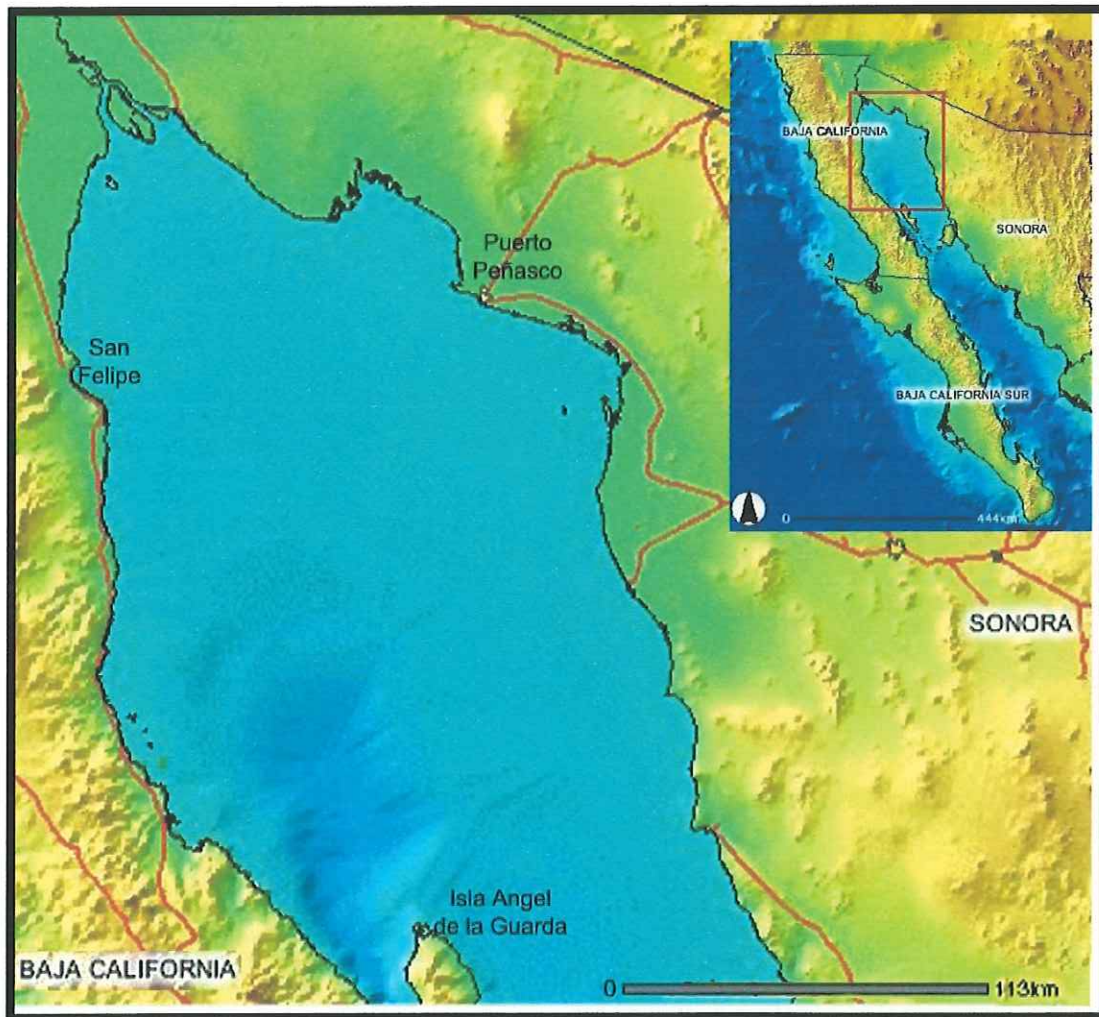 BAJA CALIFORNIA
SONORA
BAJA CALIFORNIA SUR
0 444km
Puerto
Peñasco
San
Felipe
SONORA
Isla Angel
de la Guarda
BAJA CALIFORNIA
0 113km